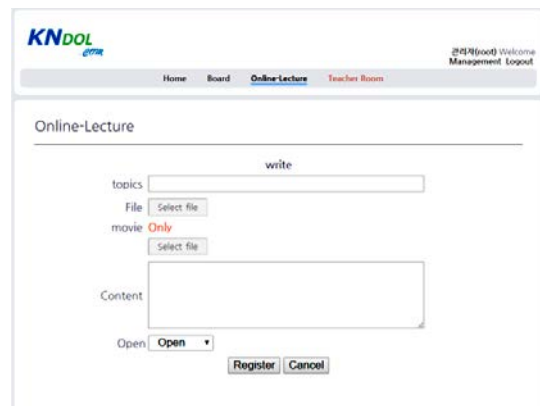 KNDOL
.com
관리자(root) Welcome
Management Logout
Home Board Online-Lecture Teacher Room
Online-Lecture
write
topics
File Select file
movie Only
Select file
Content
Open Open
Register Cancel